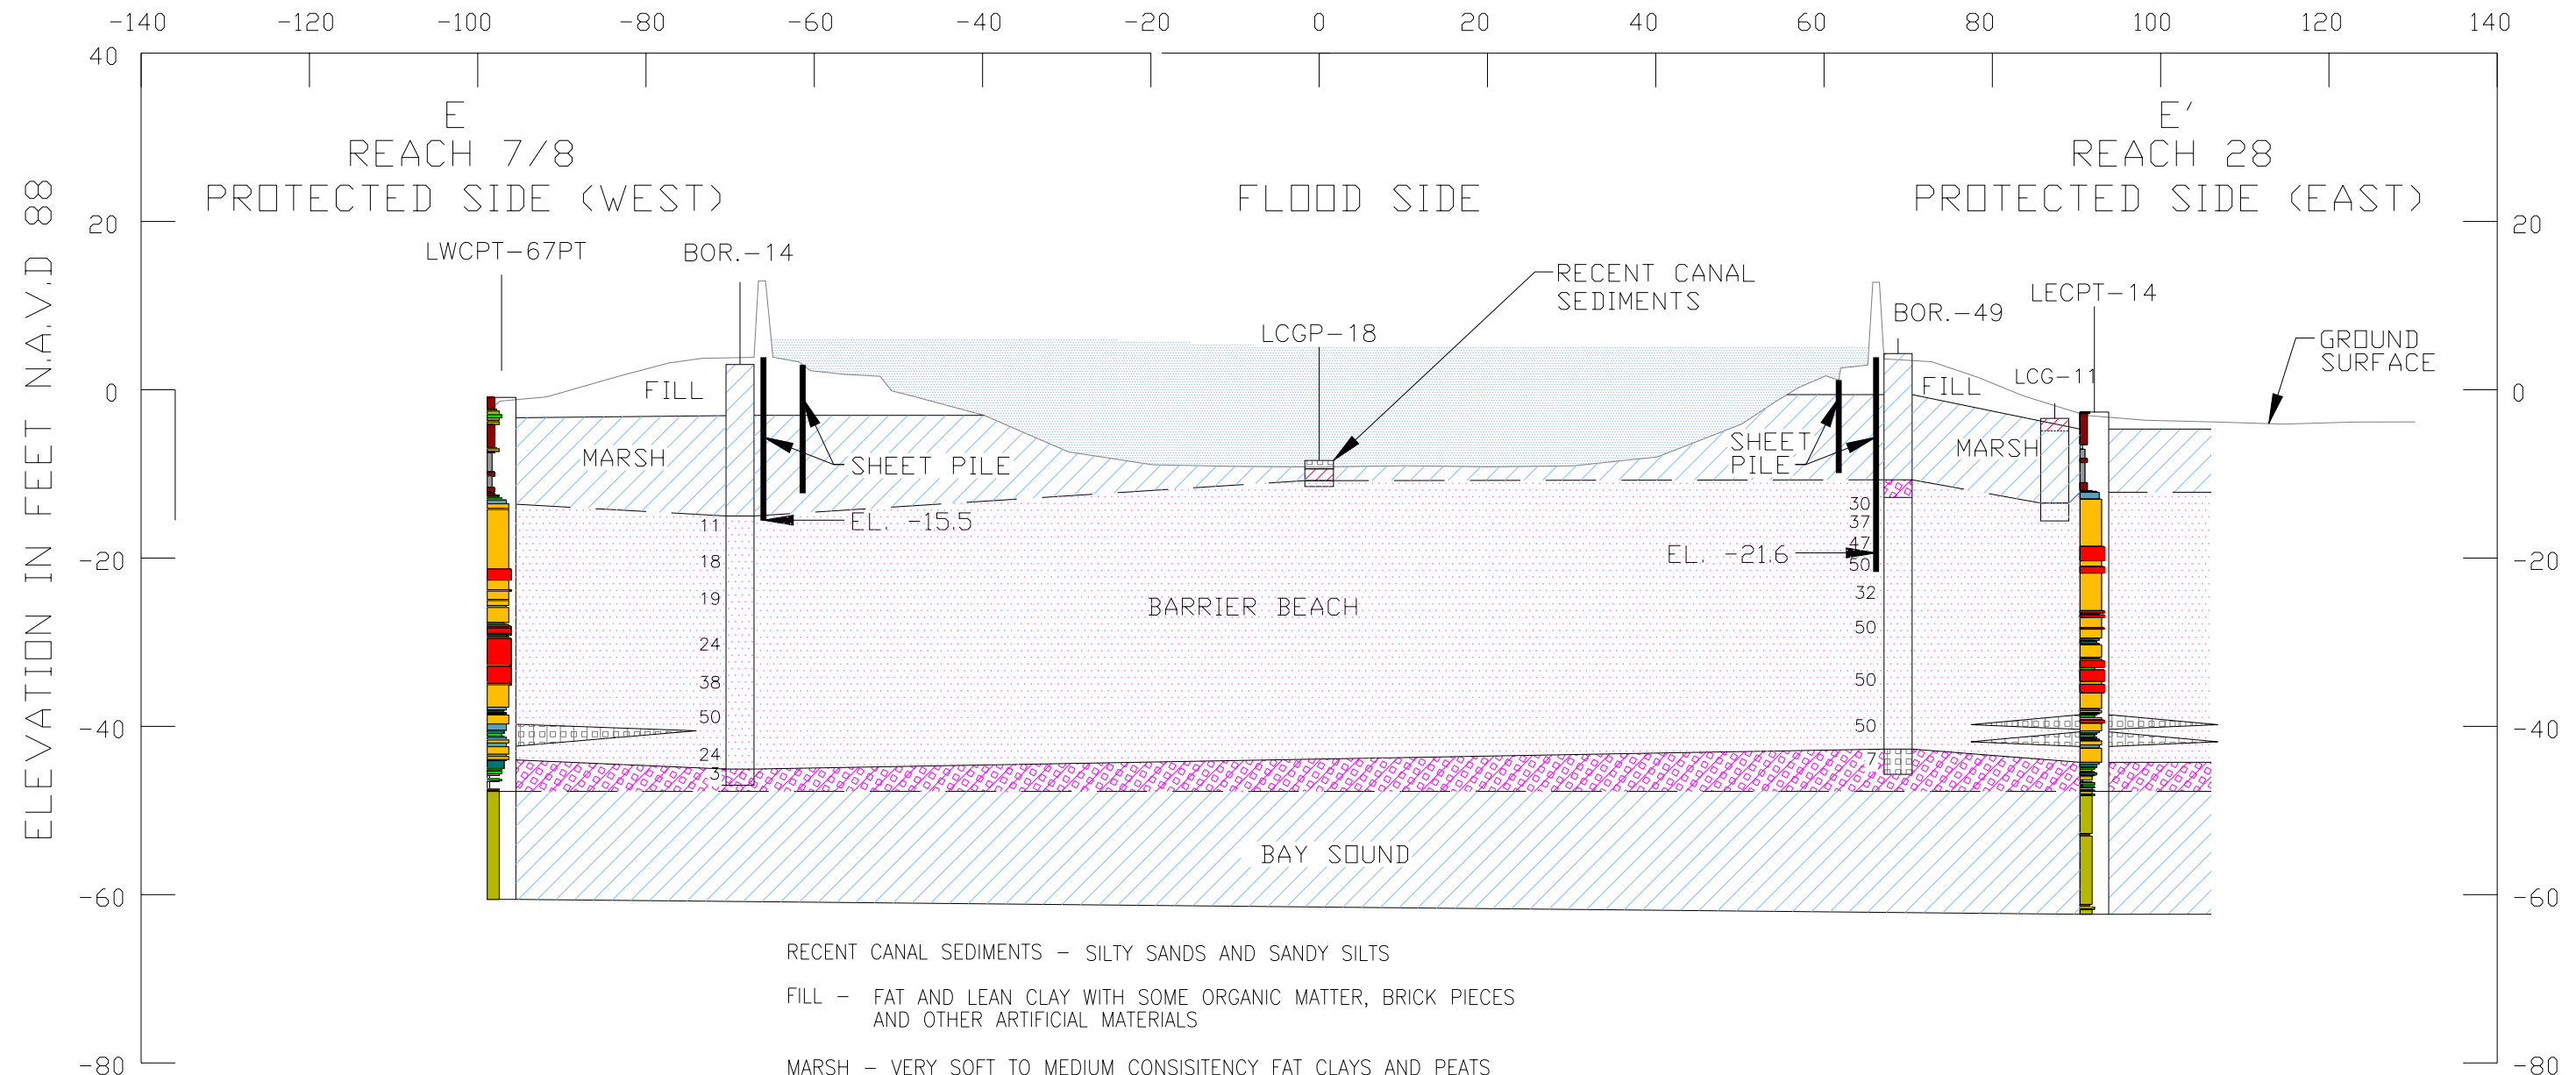 -140 -120 -100 -80 -60 -40 -20 0 20 40 60 80 100 120 140
40
E
REACH 7/8
PROTECTED SIDE (WEST)
FLOOD SIDE
E'
REACH 28
PROTECTED SIDE (EAST)
ELEVATION IN FEET N.A.V.D 88
20
0
-20
-40
-60
-80
20
0
-20
-40
-60
-80
LWCPT-67PT
BOR.-14
LCGP-18
RECENT CANAL
SEDIMENTS
BOR.-49
LECPT-14
LCG-11
GROUND
SURFACE
FILL
FILL
MARSH
MARSH
SHEET PILE
SHEET
PILE
EL. -15.5
EL. -21.6
11
18
19
24
38
50
24
3
30
37
47
50
32
50
50
50
7
BARRIER BEACH
BAY SOUND
RECENT CANAL SEDIMENTS - SILTY SANDS AND SANDY SILTS
FILL - FAT AND LEAN CLAY WITH SOME ORGANIC MATTER, BRICK PIECES
AND OTHER ARTIFICIAL MATERIALS
MARSH - VERY SOFT TO MEDIUM CONSISITENCY FAT CLAYS AND PEATS